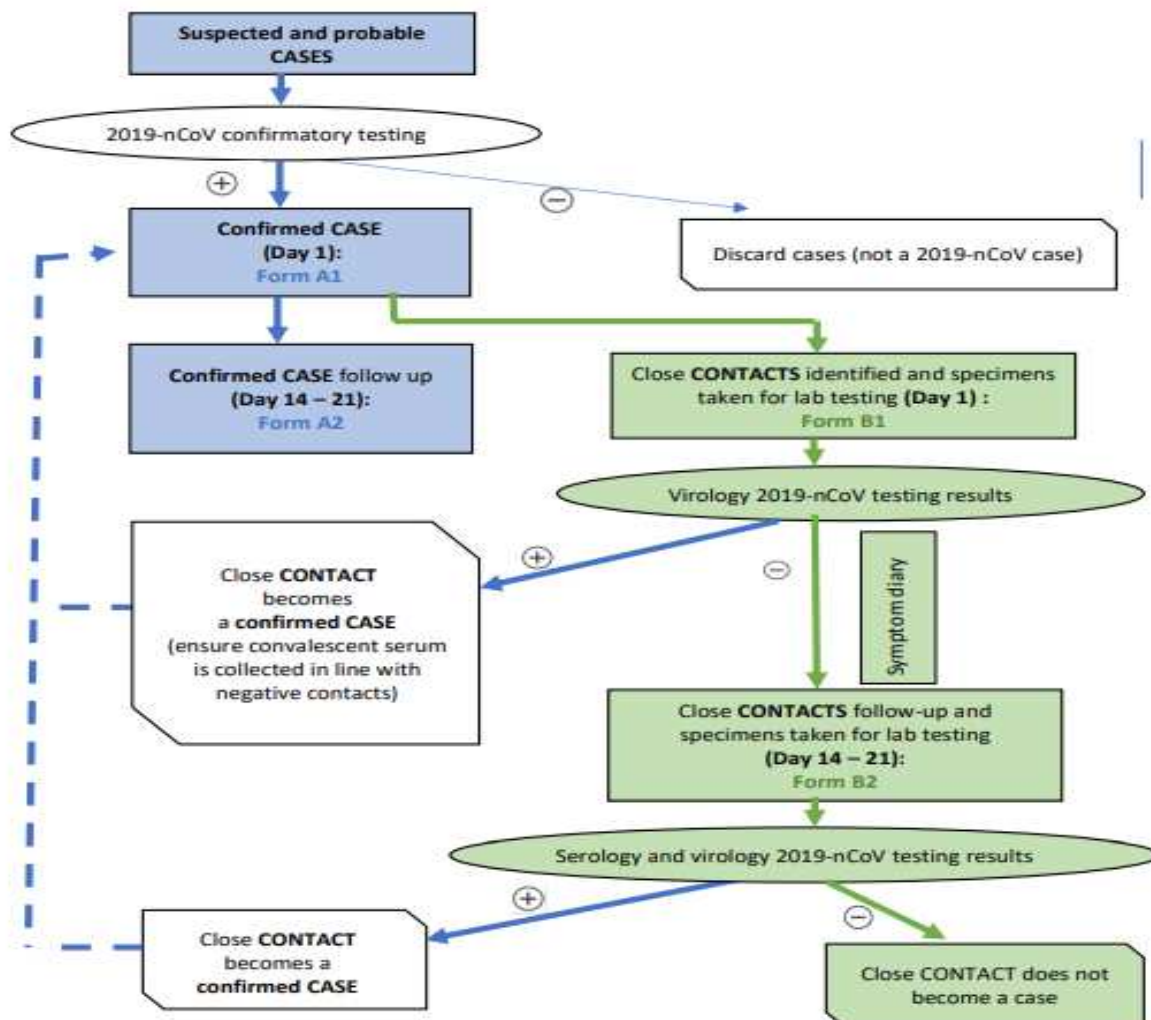 Suspected and probable
CASES
2019-nCoV confirmatory testing
+
−
Confirmed CASE
(Day 1):
Form A1
Discard cases (not a 2019-nCoV case)
Confirmed CASE follow up
(Day 14 – 21):
Form A2
Close CONTACTS identified and specimens
taken for lab testing (Day 1) :
Form B1
Virology 2019-nCoV testing results
+
−
Symptom diary
Close CONTACT
becomes
a confirmed CASE
(ensure convalescent serum
is collected in line with
negative contacts)
Close CONTACTS follow-up and
specimens taken for lab testing
(Day 14 – 21):
Form B2
Serology and virology 2019-nCoV testing results
+
−
Close CONTACT
becomes a
confirmed CASE
Close CONTACT does not
become a case